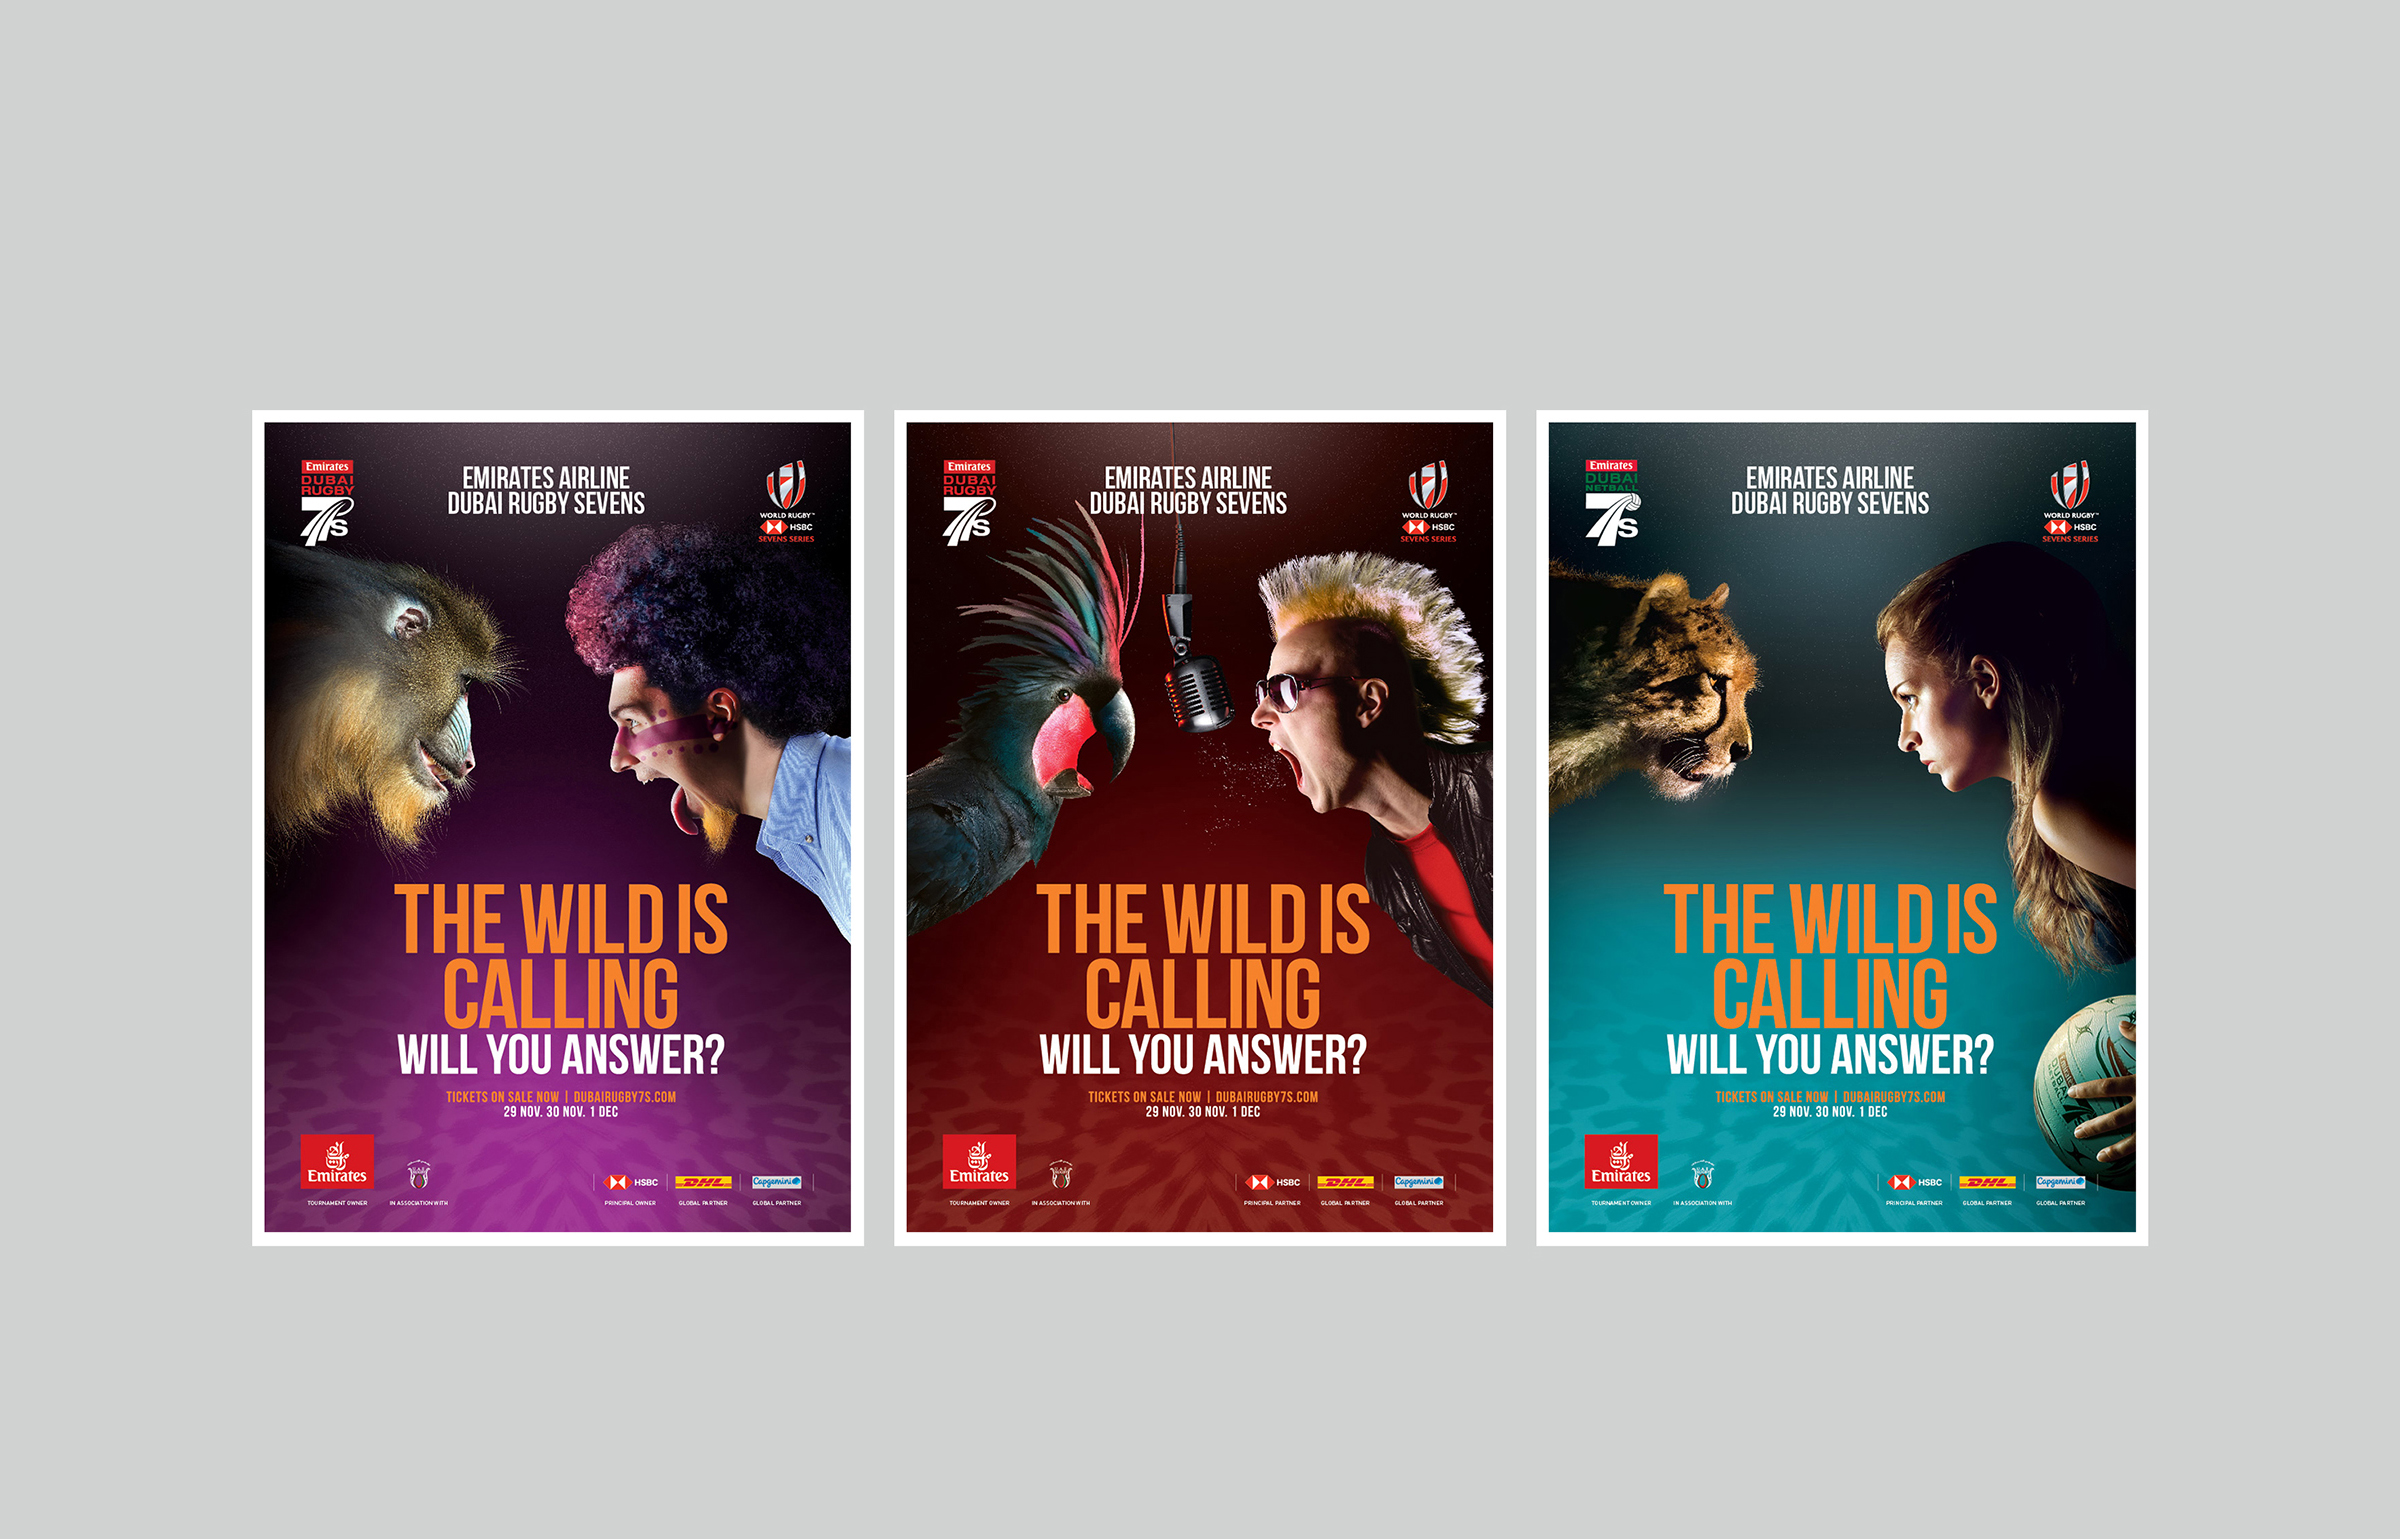 Emirates
DUBAI
RUGBY
7s
EMIRATES AIRLINE
DUBAI RUGBY SEVENS
WORLD RUGBY™
HSBC
SEVENS SERIES
THE WILD IS
CALLING
WILL YOU ANSWER?
TICKETS ON SALE NOW | DUBAIRUGBY7S.COM
29 NOV. 30 NOV. 1 DEC
Emirates
TOURNAMENT OWNER
IN ASSOCIATION WITH
HSBC
PRINCIPAL OWNER
DHL
GLOBAL PARTNER
Capgemini
GLOBAL PARTNER
Emirates
DUBAI
RUGBY
7s
EMIRATES AIRLINE
DUBAI RUGBY SEVENS
WORLD RUGBY™
HSBC
SEVENS SERIES
THE WILD IS
CALLING
WILL YOU ANSWER?
TICKETS ON SALE NOW | DUBAIRUGBY7S.COM
29 NOV. 30 NOV. 1 DEC
Emirates
TOURNAMENT OWNER
IN ASSOCIATION WITH
HSBC
PRINCIPAL PARTNER
DHL
GLOBAL PARTNER
Capgemini
GLOBAL PARTNER
Emirates
DUBAI
NETBALL
7s
EMIRATES AIRLINE
DUBAI RUGBY SEVENS
WORLD RUGBY™
HSBC
SEVENS SERIES
THE WILD IS
CALLING
WILL YOU ANSWER?
TICKETS ON SALE NOW | DUBAIRUGBY7S.COM
29 NOV. 30 NOV. 1 DEC
Emirates
TOURNAMENT OWNER
IN ASSOCIATION WITH
HSBC
PRINCIPAL PARTNER
DHL
GLOBAL PARTNER
Capgemini
GLOBAL PARTNER